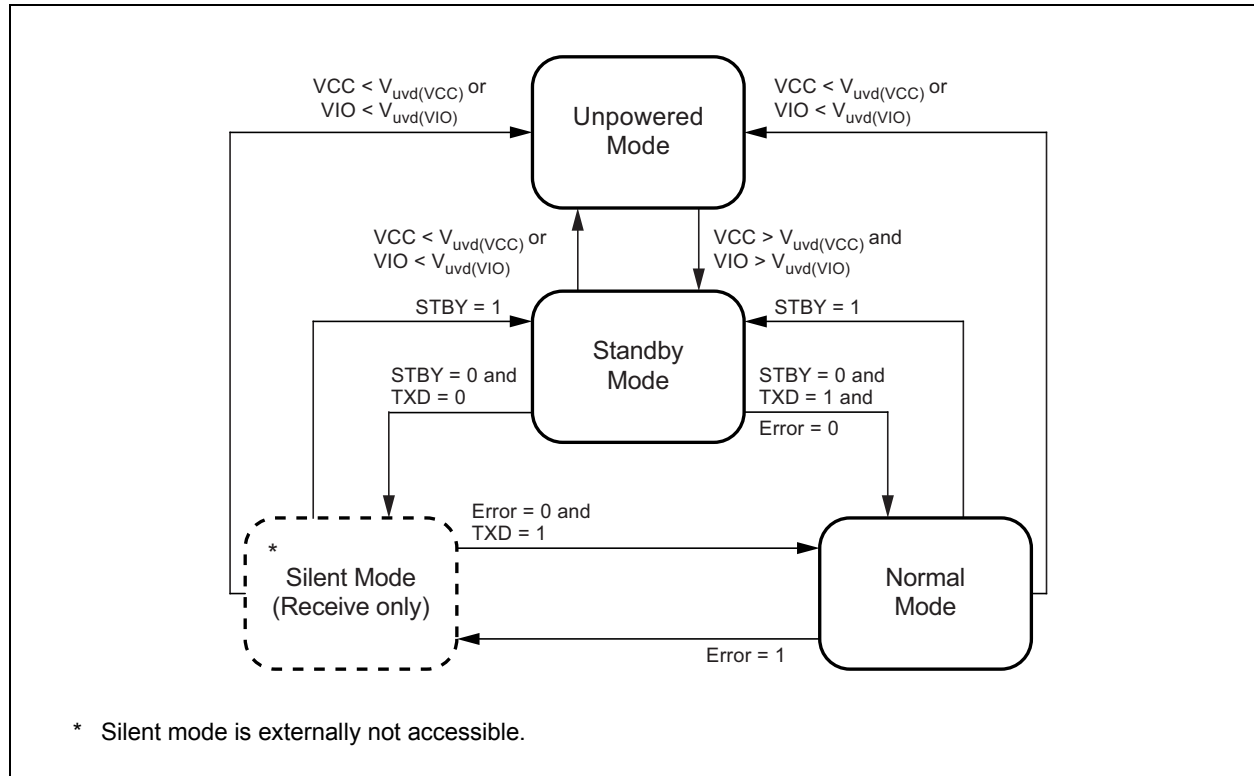 VCC < Vuvd(VCC) or
VIO < Vuvd(VIO)
Unpowered
Mode
VCC < Vuvd(VCC) or
VIO < Vuvd(VIO)
VCC < Vuvd(VCC) or
VIO < Vuvd(VIO)
VCC > Vuvd(VCC) and
VIO > Vuvd(VIO)
STBY = 1
Standby
Mode
STBY = 1
STBY = 0 and
TXD = 0
STBY = 0 and
TXD = 1 and
Error = 0
*
Silent Mode
(Receive only)
Error = 0 and
TXD = 1
Normal
Mode
Error = 1
* Silent mode is externally not accessible.